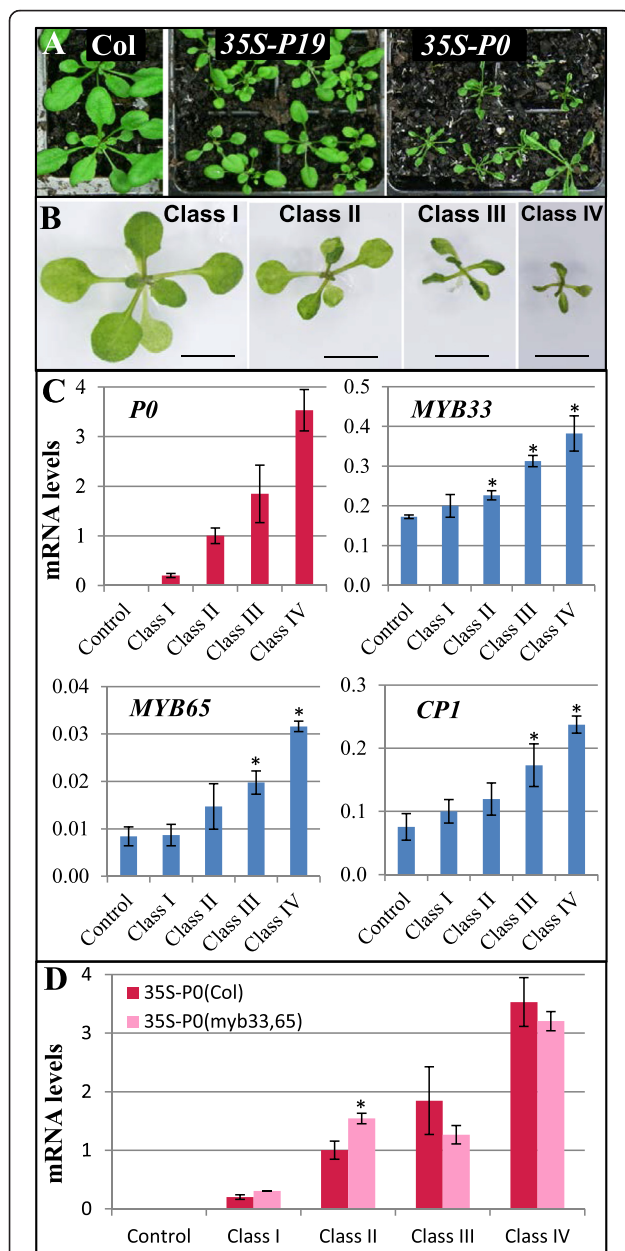 A Col 35S-P19 35S-P0
B Class I Class II Class III Class IV
C
P0
mRNA levels
4
3
2
1
0
Control Class I Class II Class III Class IV
MYB33
0.5
0.4
0.3
0.2
0.1
0.0
* * *
Control Class I Class II Class III Class IV
MYB65
0.04
0.03
0.02
0.01
0.00
* *
Control Class I Class II Class III Class IV
CP1
0.3
0.2
0.1
0.0
* *
Control Class I Class II Class III Class IV
D
35S-P0(Col)
35S-P0(myb33,65)
mRNA levels
4
3
2
1
0
*
Control Class I Class II Class III Class IV